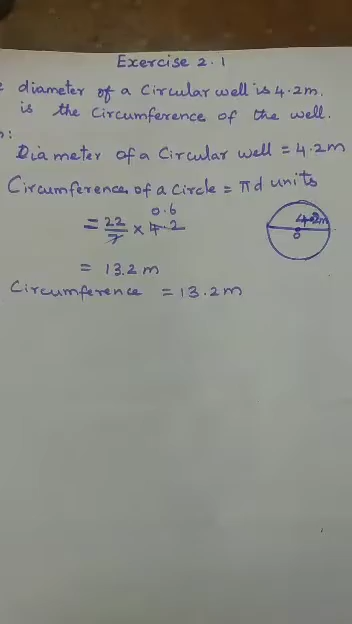 Exercise 2.1
diameter of a Circular well is 4.2m.
is the Circumference of the well.
Diameter of a Circular well = 4.2m
Circumference of a Circle = πd units
0.6
= 22/7 × 4.2
4.2m
o
= 13.2 m
Circumference = 13.2m